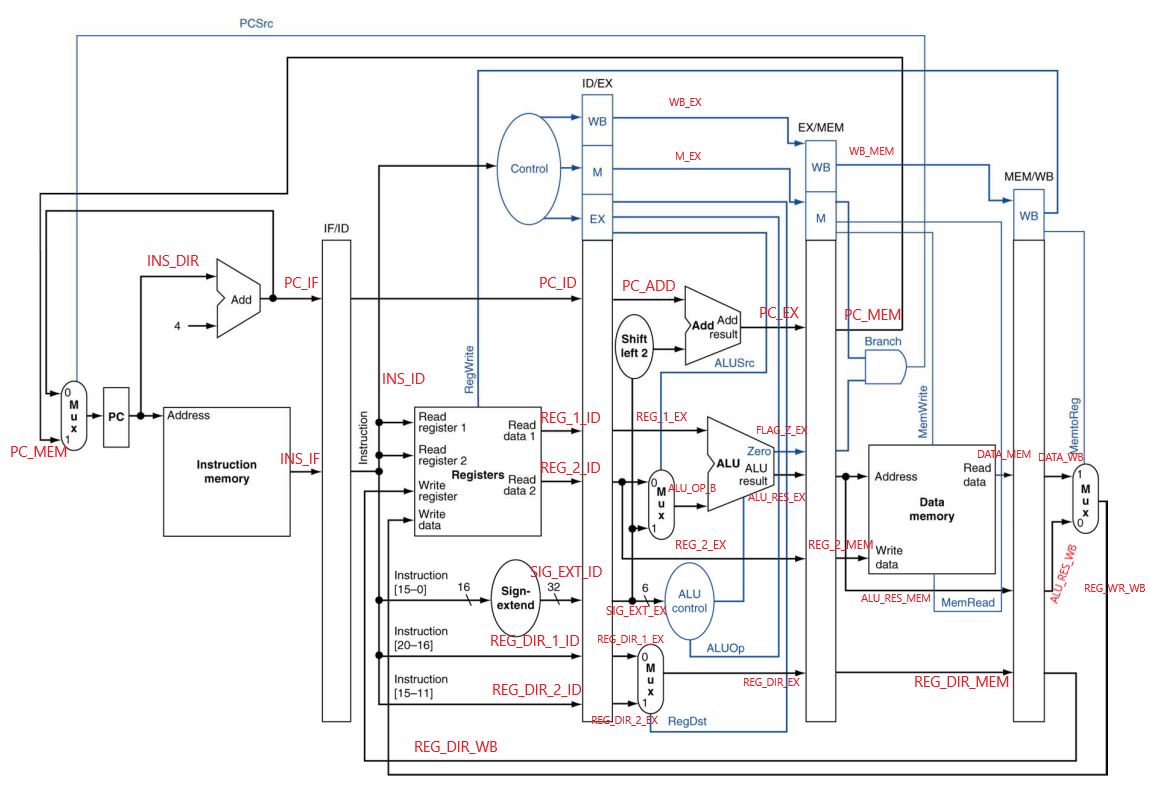 PCSrc
ID/EX
WB_EX
WB
EX/MEM
Control
M_EX
WB_MEM
M
WB
MEM/WB
EX
M
WB
IF/ID
INS_DIR
PC_IF
PC_ID
PC_ADD
Add
4
Add
Add
result
PC_EX
PC_MEM
Shift
left 2
ALUSrc
Branch
RegWrite
INS_ID
MemWrite
MemtoReg
0
M
u
x
1
PC
PC_MEM
Address
Instruction
memory
INS_IF
Instruction
Read
register 1
Read
register 2
Write
register
Write
data
Registers
Read
data 1
Read
data 2
REG_1_ID
REG_2_ID
REG_1_EX
FLAG_Z_EX
Zero
ALU
ALU
result
ALU_OP_B
ALU_RES_EX
0
M
u
x
1
REG_2_EX
REG_2_MEM
Address
Read
data
Data
memory
Write
data
DATA_MEM
DATA_WB
1
M
u
x
0
ALU_RES_WB
REG_WR_WB
ALU_RES_MEM
MemRead
Instruction
[15–0]
16
Sign-
extend
32
SIG_EXT_ID
6
SIG_EXT_EX
ALU
control
ALUOp
Instruction
[20–16]
REG_DIR_1_ID
REG_DIR_1_EX
0
M
u
x
1
REG_DIR_EX
REG_DIR_MEM
Instruction
[15–11]
REG_DIR_2_ID
REG_DIR_2_EX
RegDst
REG_DIR_WB